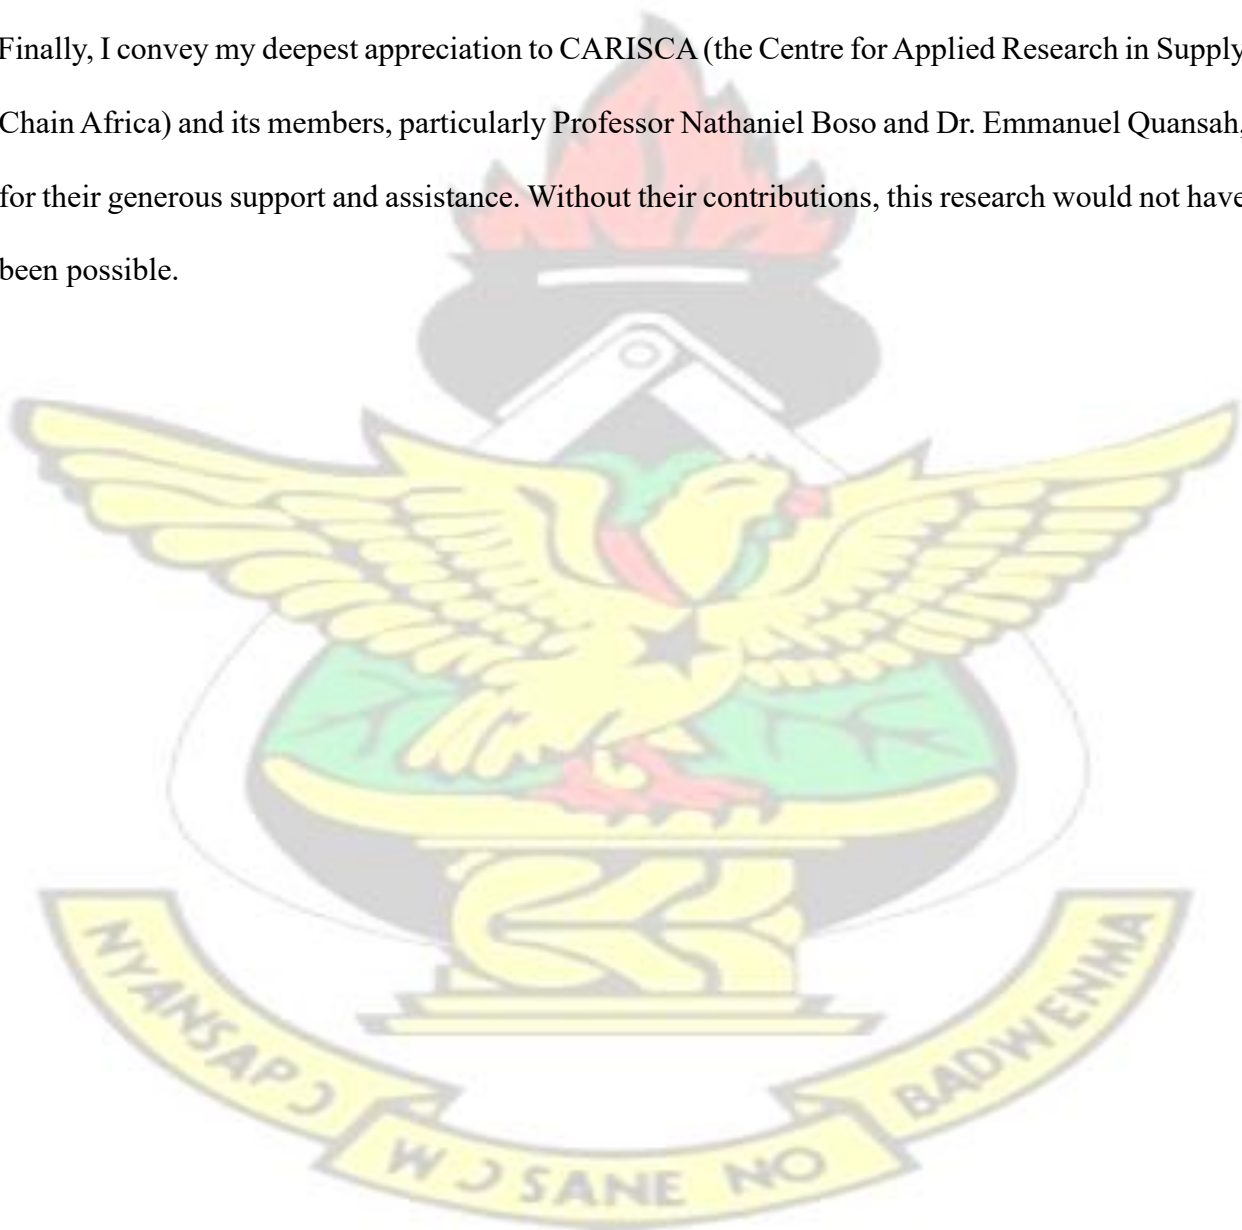 Finally, I convey my deepest appreciation to CARISCA (the Centre for Applied Research in Supply
Chain Africa) and its members, particularly Professor Nathaniel Boso and Dr. Emmanuel Quansah,
for their generous support and assistance. Without their contributions, this research would not have
been possible.
NYANSAPƆ
WƆSANE NO
BADWENMA